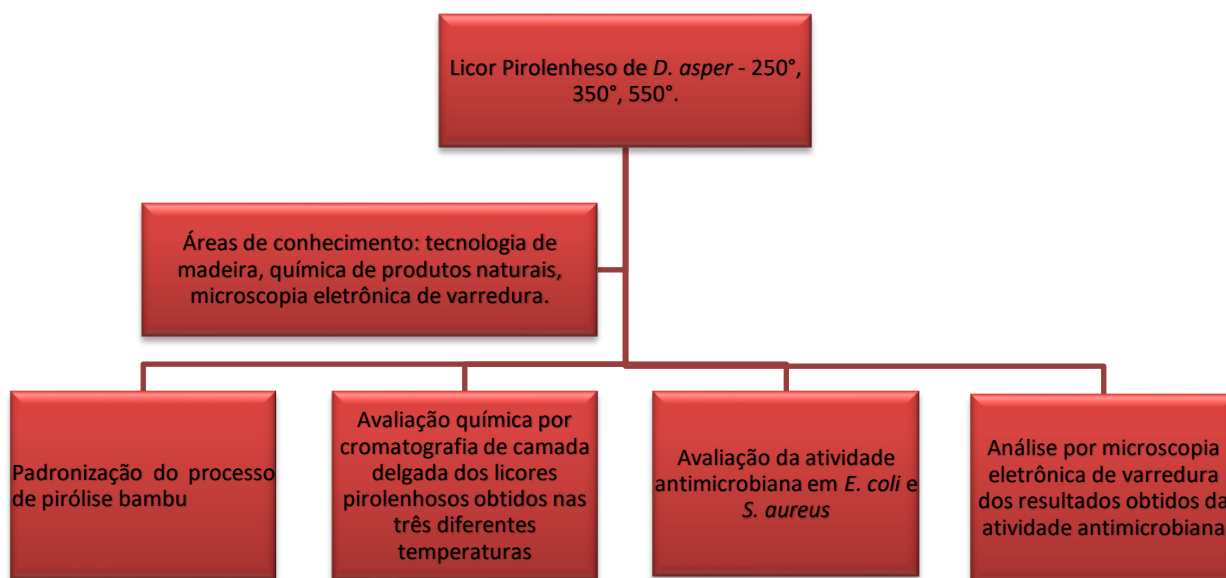 Licor Pirolenheso de D. asper - 250°,
350°, 550°.
Áreas de conhecimento: tecnologia de
madeira, química de produtos naturais,
microscopia eletrônica de varredura.
Padronização do processo
de pirólise bambu
Avaliação química por
cromatografia de camada
delgada dos licores
pirolenhosos obtidos nas
três diferentes
temperaturas
Avaliação da atividade
antimicrobiana em E. coli e
S. aureus
Análise por microscopia
eletrônica de varredura
dos resultados obtidos da
atividade antimicrobiana